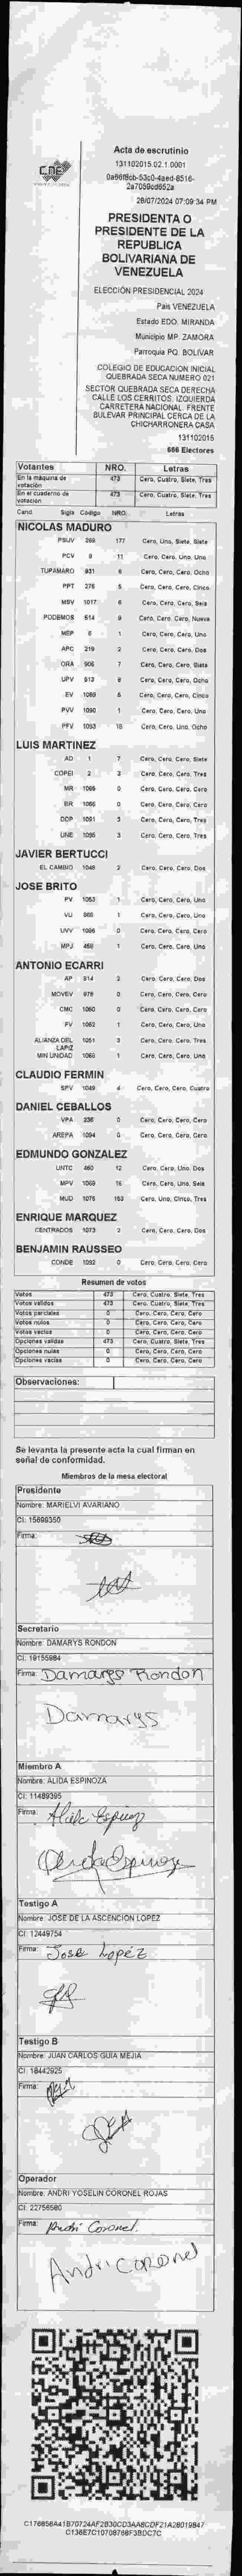 CNE
Acta de escrutinio
131102015.02.1.0001
28/07/2024 07:09:34 PM
PRESIDENTA O
PRESIDENTE DE LA
REPUBLICA
BOLIVARIANA DE
VENEZUELA
ELECCIÓN PRESIDENCIAL 2024
País VENEZUELA
Estado EDO. MIRANDA
Municipio MP. ZAMORA
Parroquia PQ. BOLIVAR
COLEGIO DE EDUCACION INICIAL
QUEBRADA SECA NUMERO 021
SECTOR QUEBRADA SECA DERECHA
CALLE LOS CERRITOS. IZQUIERDA
CARRETERA NACIONAL. FRENTE
BULEVAR PRINCIPAL CERCA DE LA
CHICHARRONERA CASA
131102015
666 Electores
Votantes NRO. Letras
En la máquina de votación 473 Cero, Cuatro, Siete, Tres
En el cuaderno de votación 473 Cero, Cuatro, Siete, Tres
Cand. Sigla Código NRO. Letras
NICOLAS MADURO
PSUV 269 177 Cero, Uno, Siete, Siete
PCV 9 11 Cero, Cero, Uno, Uno
TUPAMARO 931 8 Cero, Cero, Cero, Ocho
PPT 276 5 Cero, Cero, Cero, Cinco
MSV 1017 6 Cero, Cero, Cero, Seis
PODEMOS 514 9 Cero, Cero, Cero, Nueve
MEP 6 1 Cero, Cero, Cero, Uno
APC 219 2 Cero, Cero, Cero, Dos
ORA 906 7 Cero, Cero, Cero, Siete
UPV 513 8 Cero, Cero, Cero, Ocho
EV 1089 5 Cero, Cero, Cero, Cinco
PVV 1090 1 Cero, Cero, Cero, Uno
PFV 1093 18 Cero, Cero, Uno, Ocho
LUIS MARTINEZ
AD 1 7 Cero, Cero, Cero, Siete
COPEI 2 3 Cero, Cero, Cero, Tres
MR 1065 0 Cero, Cero, Cero, Cero
BR 1066 0 Cero, Cero, Cero, Cero
DDP 1091 3 Cero, Cero, Cero, Tres
UNE 1095 3 Cero, Cero, Cero, Tres
JAVIER BERTUCCI
EL CAMBIO 1048 2 Cero, Cero, Cero, Dos
JOSE BRITO
PV 1053 1 Cero, Cero, Cero, Uno
VU 868 1 Cero, Cero, Cero, Uno
UVV 1096 0 Cero, Cero, Cero, Cero
MPJ 458 1 Cero, Cero, Cero, Uno
ANTONIO ECARRI
AP 814 2 Cero, Cero, Cero, Dos
MOVEV 978 0 Cero, Cero, Cero, Cero
CMC 1060 0 Cero, Cero, Cero, Cero
FV 1062 1 Cero, Cero, Cero, Uno
ALIANZA DEL LAPIZ 1051 3 Cero, Cero, Cero, Tres
MIN UNIDAD 1068 1 Cero, Cero, Cero, Uno
CLAUDIO FERMIN
SPV 1049 4 Cero, Cero, Cero, Cuatro
DANIEL CEBALLOS
VPA 236 0 Cero, Cero, Cero, Cero
AREPA 1094 0 Cero, Cero, Cero, Cero
EDMUNDO GONZALEZ
UNTC 460 12 Cero, Cero, Uno, Dos
MPV 1069 16 Cero, Cero, Uno, Seis
MUD 1076 153 Cero, Uno, Cinco, Tres
ENRIQUE MARQUEZ
CENTRADOS 1073 2 Cero, Cero, Cero, Dos
BENJAMIN RAUSSEO
CONDE 1092 0 Cero, Cero, Cero, Cero
Resumen de votos
Votos 473 Cero, Cuatro, Siete, Tres
Votos validos 473 Cero, Cuatro, Siete, Tres
Votos parciales 0 Cero, Cero, Cero, Cero
Votos nulos 0 Cero, Cero, Cero, Cero
Votos vacios 0 Cero, Cero, Cero, Cero
Opciones validas 473 Cero, Cuatro, Siete, Tres
Opciones nulas 0 Cero, Cero, Cero, Cero
Opciones vacias 0 Cero, Cero, Cero, Cero
Observaciones:
Se levanta la presente acta la cual firman en
señal de conformidad.
Miembros de la mesa electoral
Presidente
Nombre: MARIELVI AVARIANO
CI: 15699350
Firma:
Secretario
Nombre: DAMARYS RONDON
CI: 19155984
Firma: Damarys Rondon
Damarys
Miembro A
Nombre: ALIDA ESPINOZA
CI: 11489395
Firma: Alida Espinoza
Testigo A
Nombre: JOSE DE LA ASCENCION LOPEZ
CI: 12449754
Firma: Jose Lopez
Testigo B
Nombre: JUAN CARLOS GUIA MEJIA
CI: 18442925
Firma:
Operador
Nombre: ANDRI YOSELIN CORONEL ROJAS
CI: 22756580
Firma: Andri Coronel.
Andri coronel